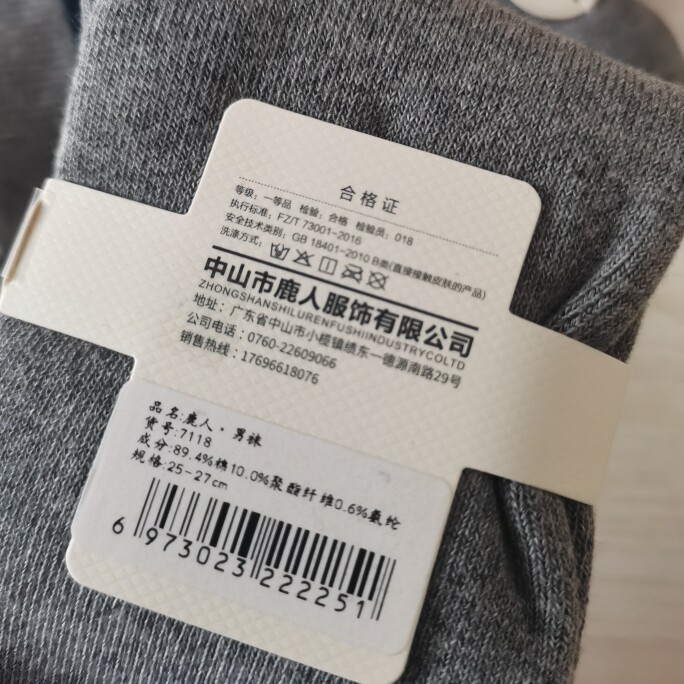 合格证
等级：一等品 检验：合格 检验员：018
执行标准：FZ/T 73001-2016
安全技术类别：GB 18401-2010 B类(直接接触皮肤的产品)
洗涤方式：
中山市鹿人服饰有限公司
ZHONGSHANSHILURENFUSHIINDUSTRYCOLTD
地址：广东省中山市小榄镇绩东一德源南路29号
公司电话：0760-22609066
销售热线：17696618076
品名:鹿人·男袜
货号:7118
成分:89.4%棉10.0%聚酯纤维0.6%氨纶
规格:25-27cm
6 973023 222251